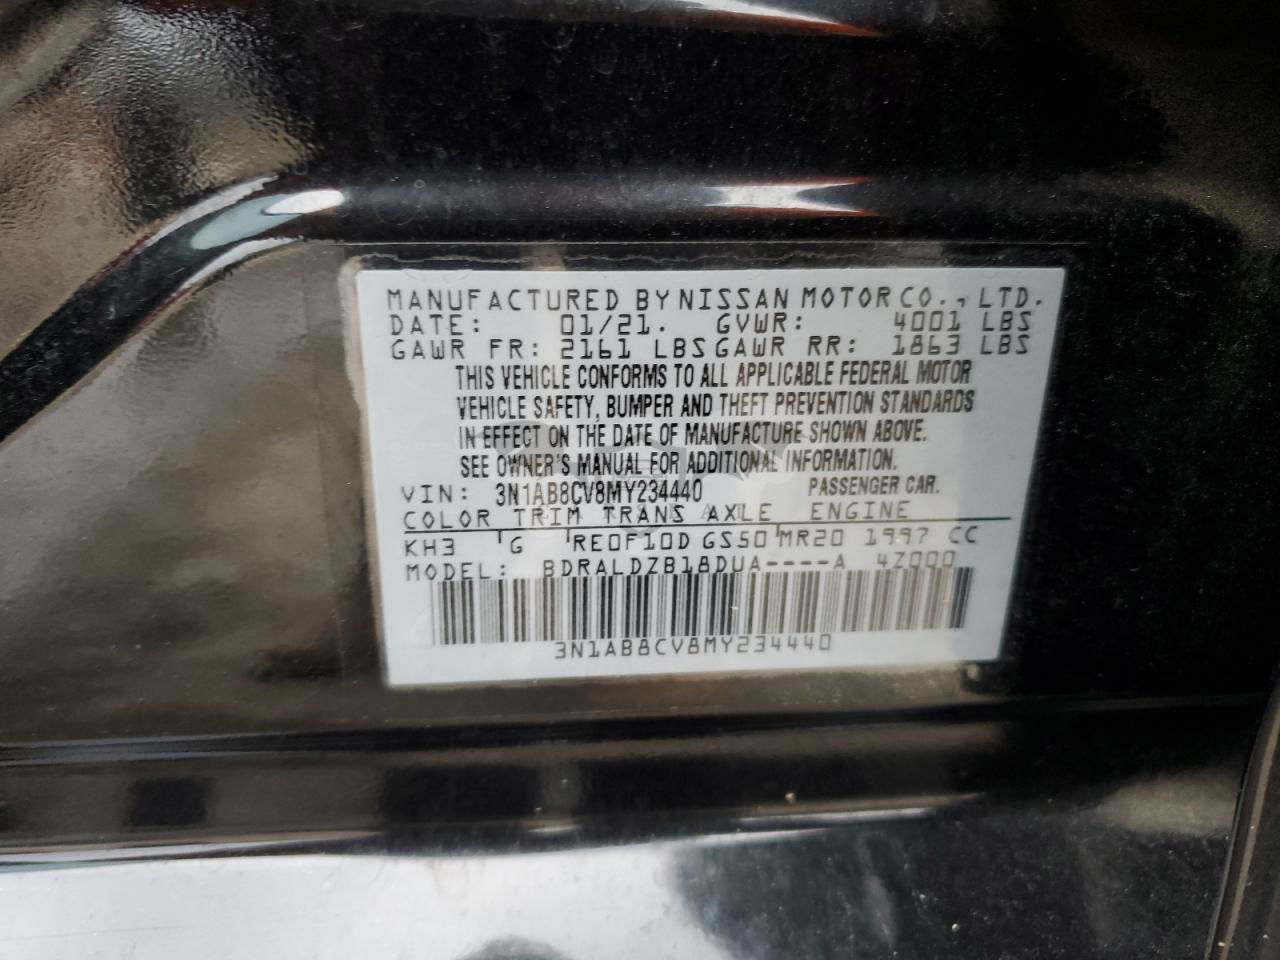 MANUFACTURED BY NISSAN MOTOR CO., LTD.
DATE: 01/21. GVWR: 4001 LBS
GAWR FR: 2161 LBS GAWR RR: 1863 LBS
THIS VEHICLE CONFORMS TO ALL APPLICABLE FEDERAL MOTOR
VEHICLE SAFETY, BUMPER AND THEFT PREVENTION STANDARDS
IN EFFECT ON THE DATE OF MANUFACTURE SHOWN ABOVE.
SEE OWNER'S MANUAL FOR ADDITIONAL INFORMATION.
VIN: 3N1AB8CV8MY234440 PASSENGER CAR.
COLOR TRIM TRANS AXLE ENGINE
KH3 G RE0F10D GS50 MR20 1997 CC
MODEL: BDRALDZB18DUA----A 4Z000
3N1AB8CV8MY234440